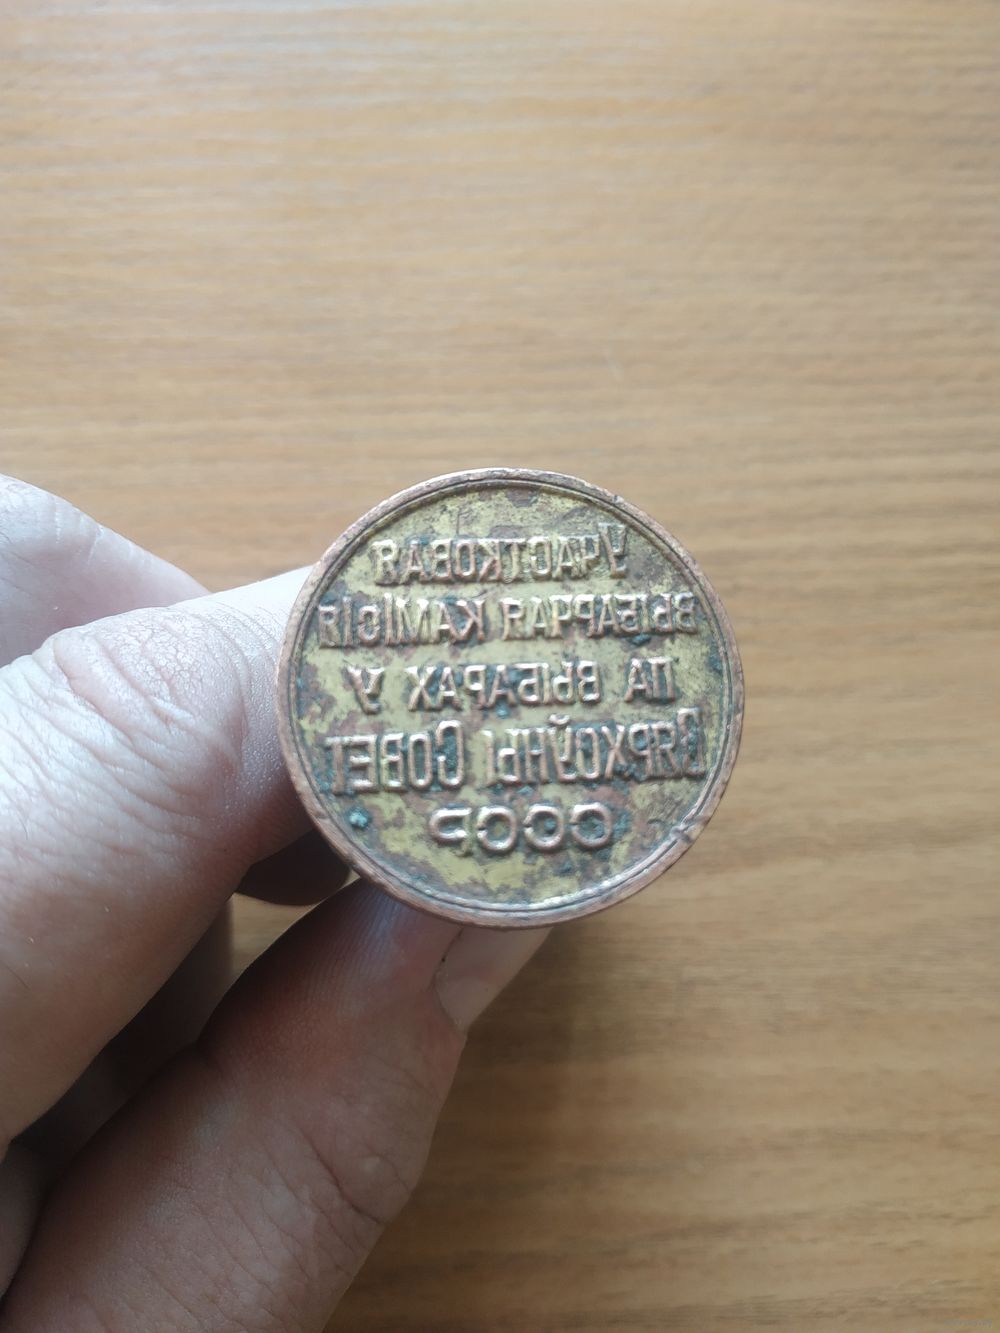 Участковая
выбарчая камісія
па выбарах у
Вярхоўны Совет
СССР